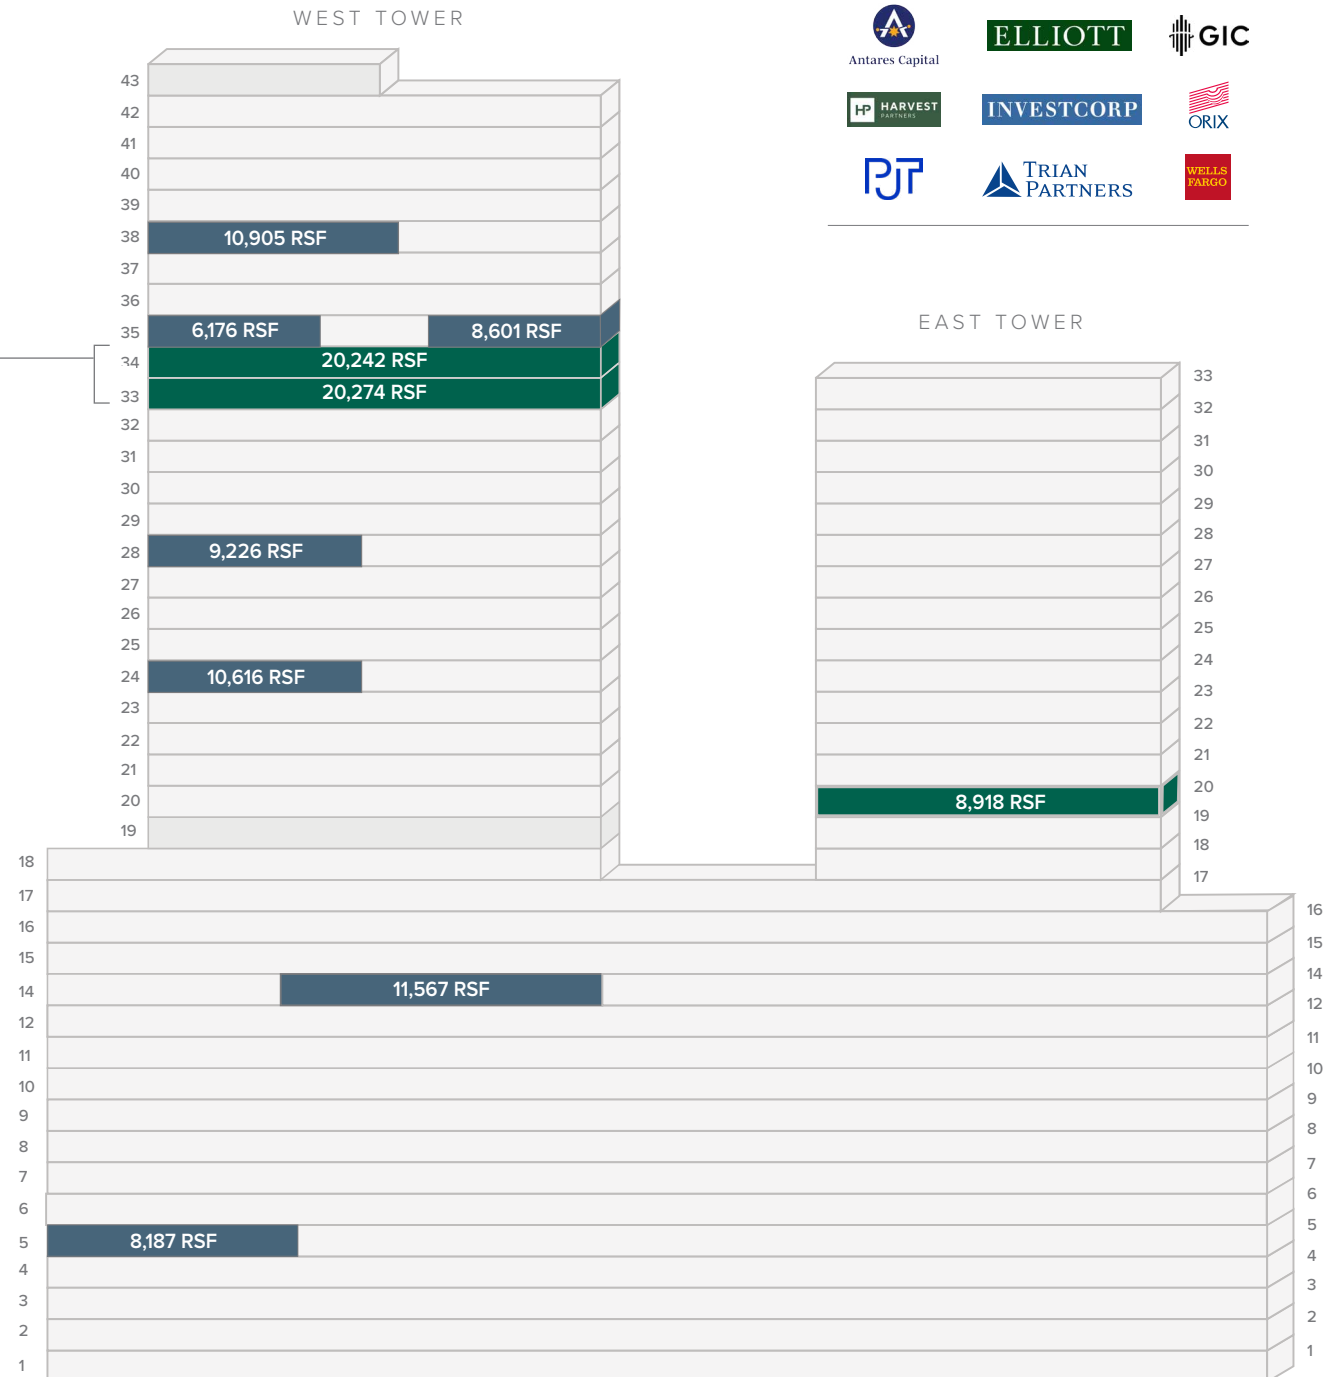 WEST TOWER
Antares Capital
ELLIOTT
GIC
HP HARVEST
PARTNERS
INVESTCORP
ORIX
PJT
TRIAN
PARTNERS
WELLS
FARGO
43
42
41
40
39
38 10,905 RSF
37
36
35 6,176 RSF 8,601 RSF
34 20,242 RSF
33 20,274 RSF
32
31
30
29
28 9,226 RSF
27
26
25
24 10,616 RSF
23
22
21
20
19
EAST TOWER
33
32
31
30
29
28
27
26
25
24
23
22
21
8,918 RSF 20
19
18
17
18
17
16 16
15 15
14 11,567 RSF 14
12 12
11 11
10 10
9 9
8 8
7 7
6 6
5 8,187 RSF 5
4 4
3 3
2 2
1 1